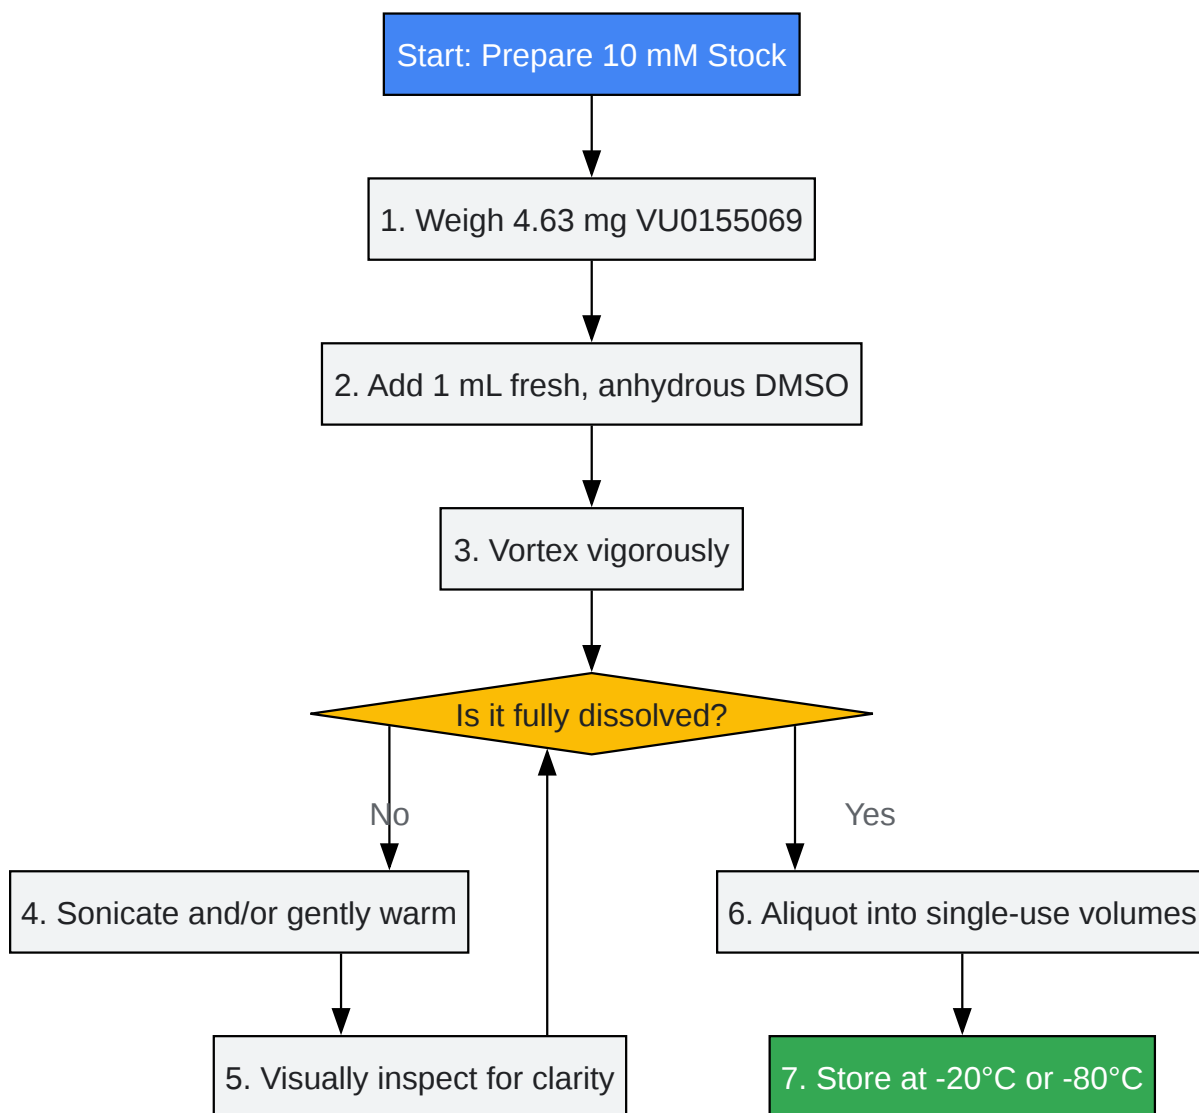 Start: Prepare 10 mM Stock
1. Weigh 4.63 mg VU0155069
2. Add 1 mL fresh, anhydrous DMSO
3. Vortex vigorously
Is it fully dissolved?
No
Yes
4. Sonicate and/or gently warm
6. Aliquot into single-use volumes
5. Visually inspect for clarity
7. Store at -20°C or -80°C